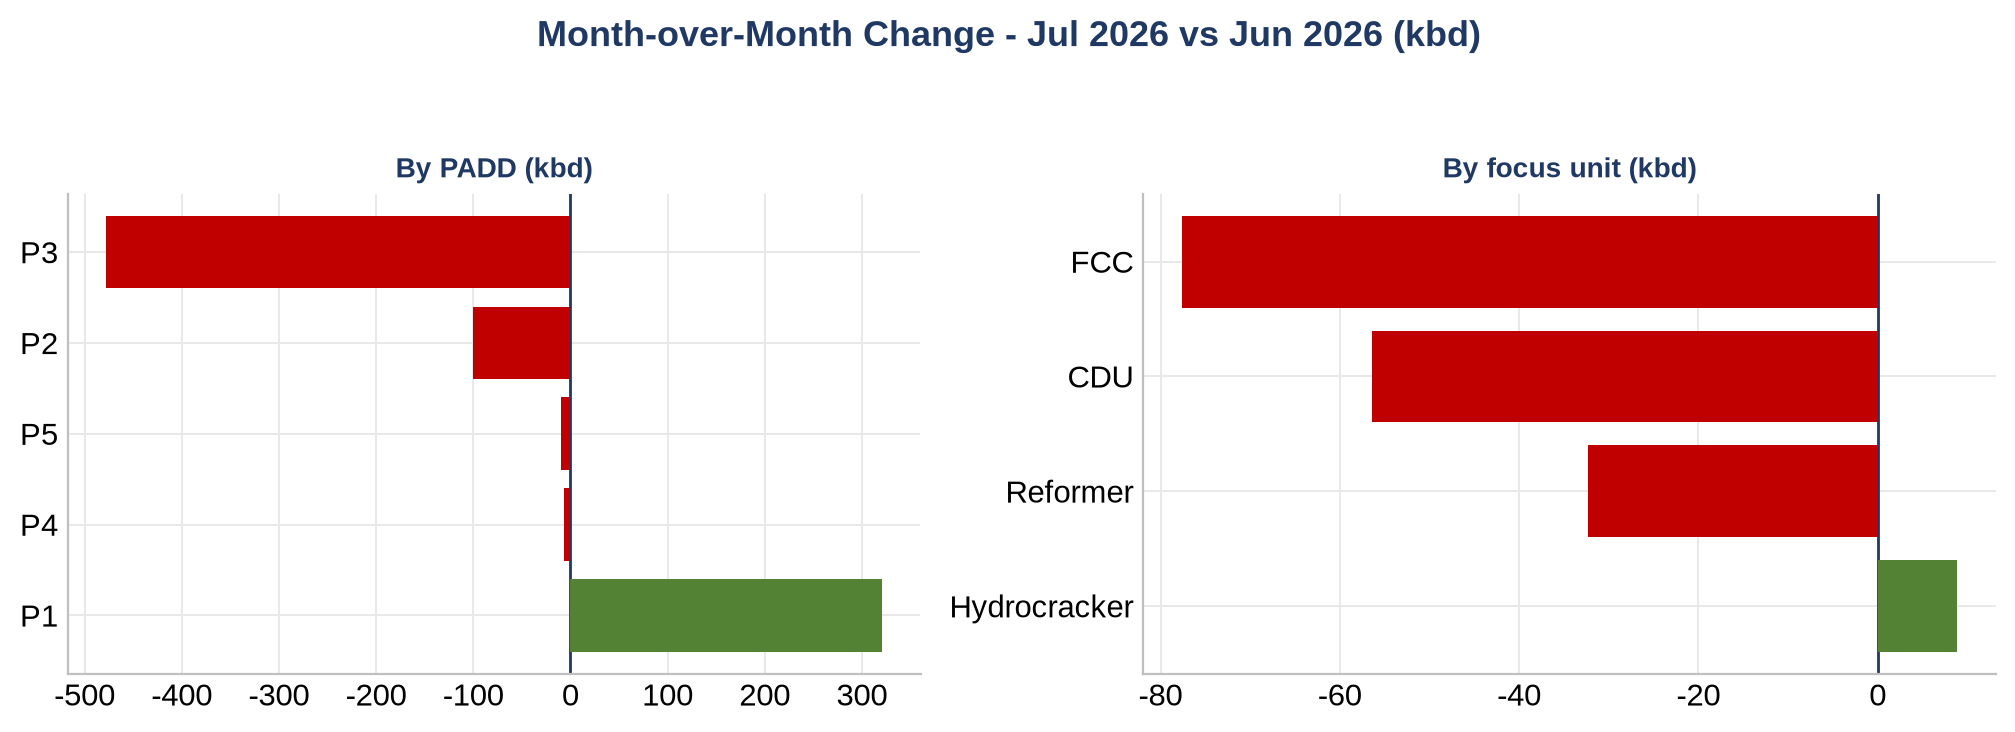 Month-over-Month Change - Jul 2026 vs Jun 2026 (kbd)
By PADD (kbd)
P3
P2
P5
P4
P1
-500 -400 -300 -200 -100 0 100 200 300
By focus unit (kbd)
FCC
CDU
Reformer
Hydrocracker
-80 -60 -40 -20 0